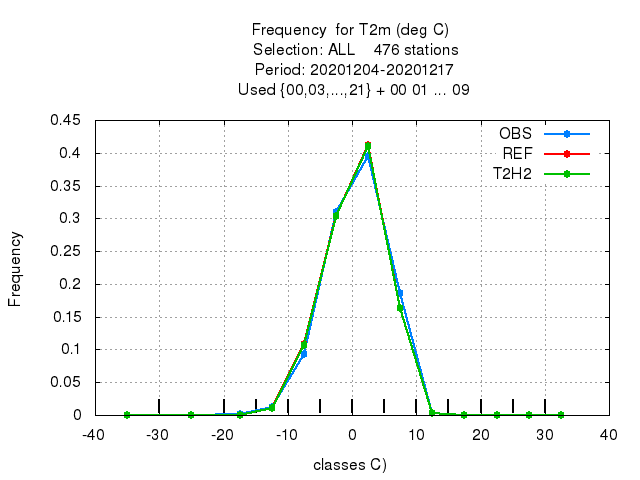 Frequency  for T2m (deg C)
Selection: ALL    476 stations
Period: 20201204-20201217
Used {00,03,...,21} + 00 01 ... 09
OBS
REF
T2H2
Frequency
0.45
0.4
0.35
0.3
0.25
0.2
0.15
0.1
0.05
0
-40 -30 -20 -10 0 10 20 30 40
classes C)